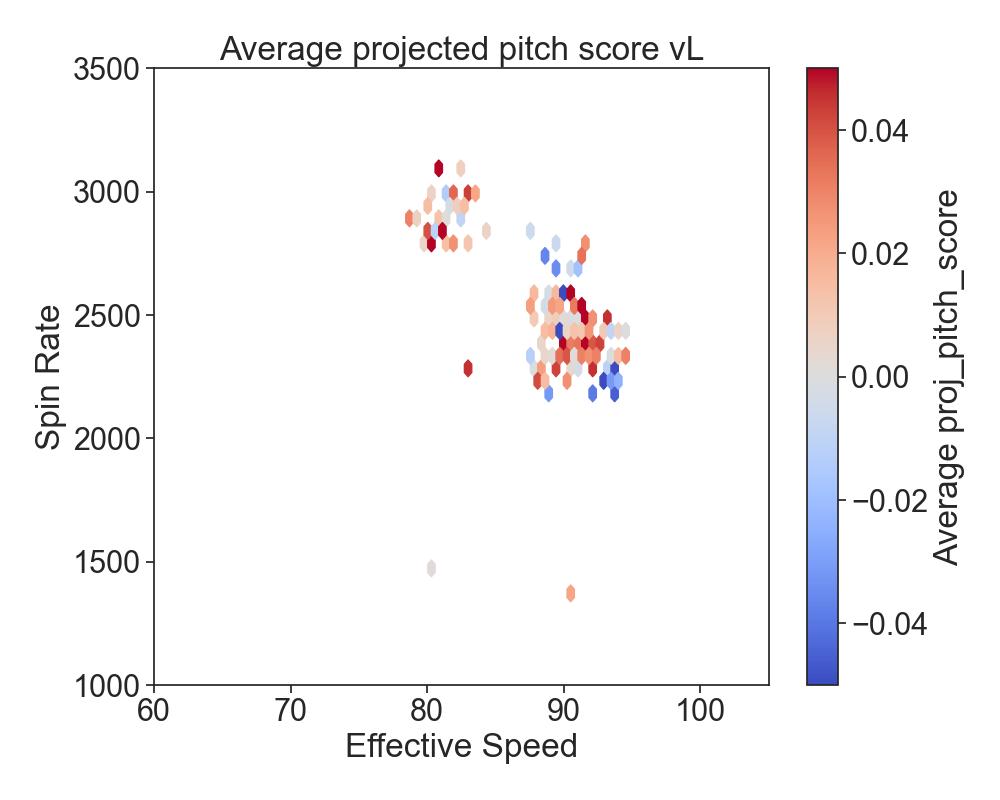 Average projected pitch score vL
3500
3000
2500
2000
1500
1000
Spin Rate
60 70 80 90 100
Effective Speed
0.04
0.02
0.00
−0.02
−0.04
Average proj_pitch_score